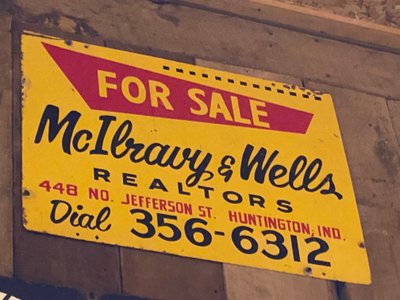 FOR SALE
McIlravy & Wells
REALTORS
448 NO. JEFFERSON ST. HUNTINGTON, IND.
Dial 356-6312